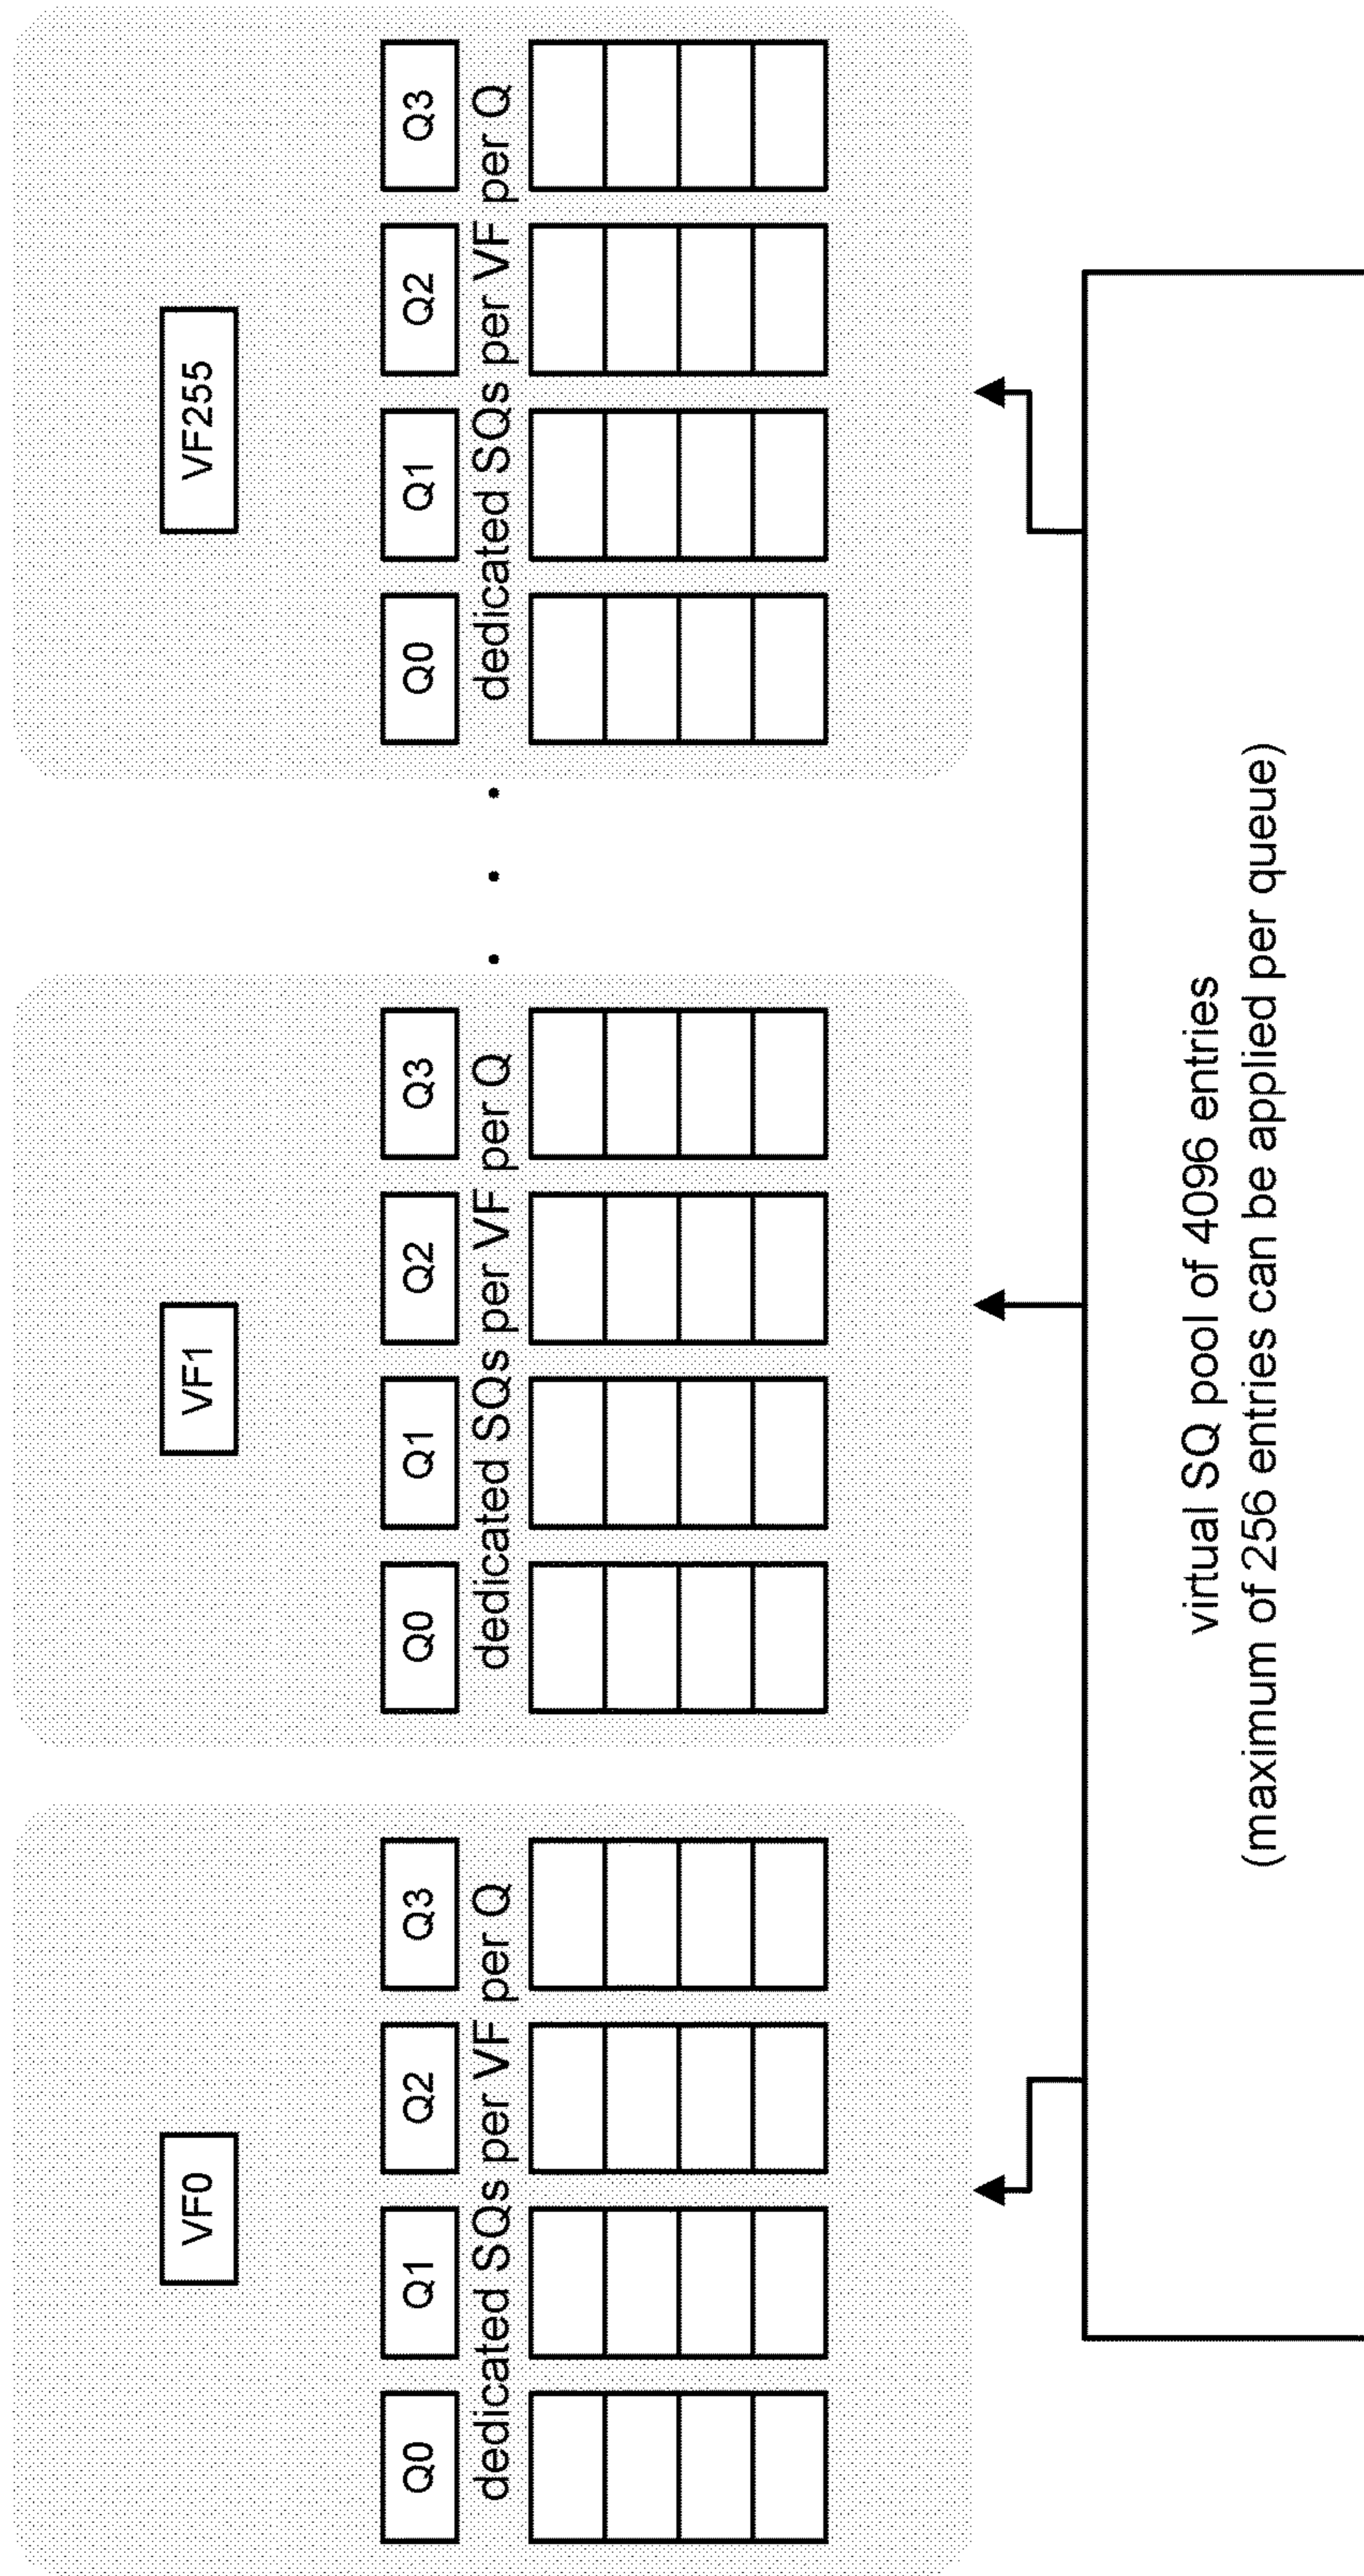 VF0
VF1
VF255
Q0 Q1 Q2 Q3
Q0 Q1 Q2 Q3
Q0 Q1 Q2 Q3
dedicated SQs per VF per Q
dedicated SQs per VF per Q
dedicated SQs per VF per Q
virtual SQ pool of 4096 entries
(maximum of 256 entries can be applied per queue)